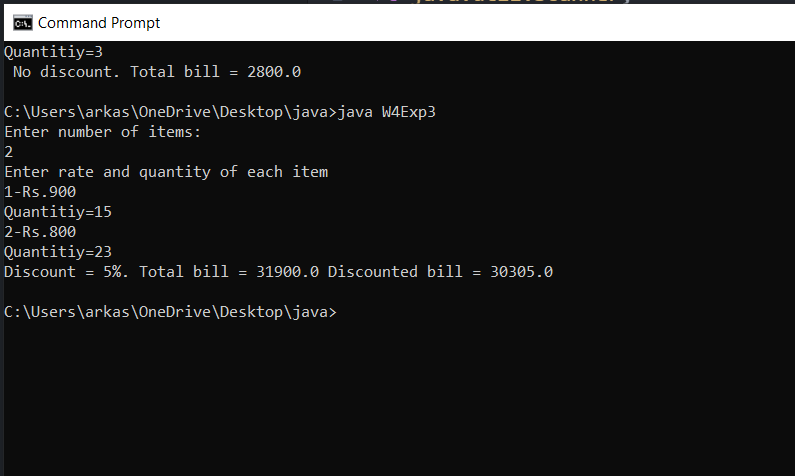 Command Prompt
Quantitiy=3
No discount. Total bill = 2800.0
C:\Users\arkas\OneDrive\Desktop\java>java W4Exp3
Enter number of items:
2
Enter rate and quantity of each item
1-Rs.900
Quantitiy=15
2-Rs.800
Quantitiy=23
Discount = 5%. Total bill = 31900.0 Discounted bill = 30305.0
C:\Users\arkas\OneDrive\Desktop\java>